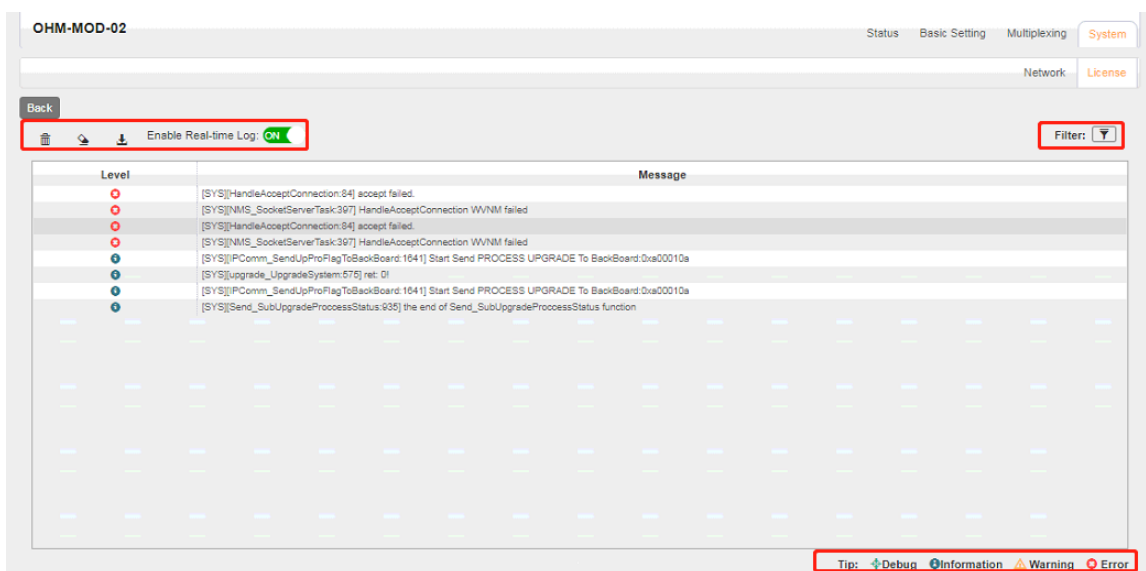 OHM-MOD-02
Status Basic Setting Multiplexing System
Network License
Back
Enable Real-time Log: ON
Filter:
Level Message
[SYS][HandleAcceptConnection:84] accept failed.
[SYS][NMS_SocketServerTask:397] HandleAcceptConnection WVNM failed
[SYS][HandleAcceptConnection:84] accept failed.
[SYS][NMS_SocketServerTask:397] HandleAcceptConnection WVNM failed
[SYS][IPComm_SendUpProFlagToBackBoard:1641] Start Send PROCESS UPGRADE To BackBoard:0xa00010a
[SYS][upgrade_UpgradeSystem:575] ret: 0!
[SYS][IPComm_SendUpProFlagToBackBoard:1641] Start Send PROCESS UPGRADE To BackBoard:0xa00010a
[SYS][Send_SubUpgradeProccessStatus:935] the end of Send_SubUpgradeProccessStatus function
Tip: Debug Information Warning Error